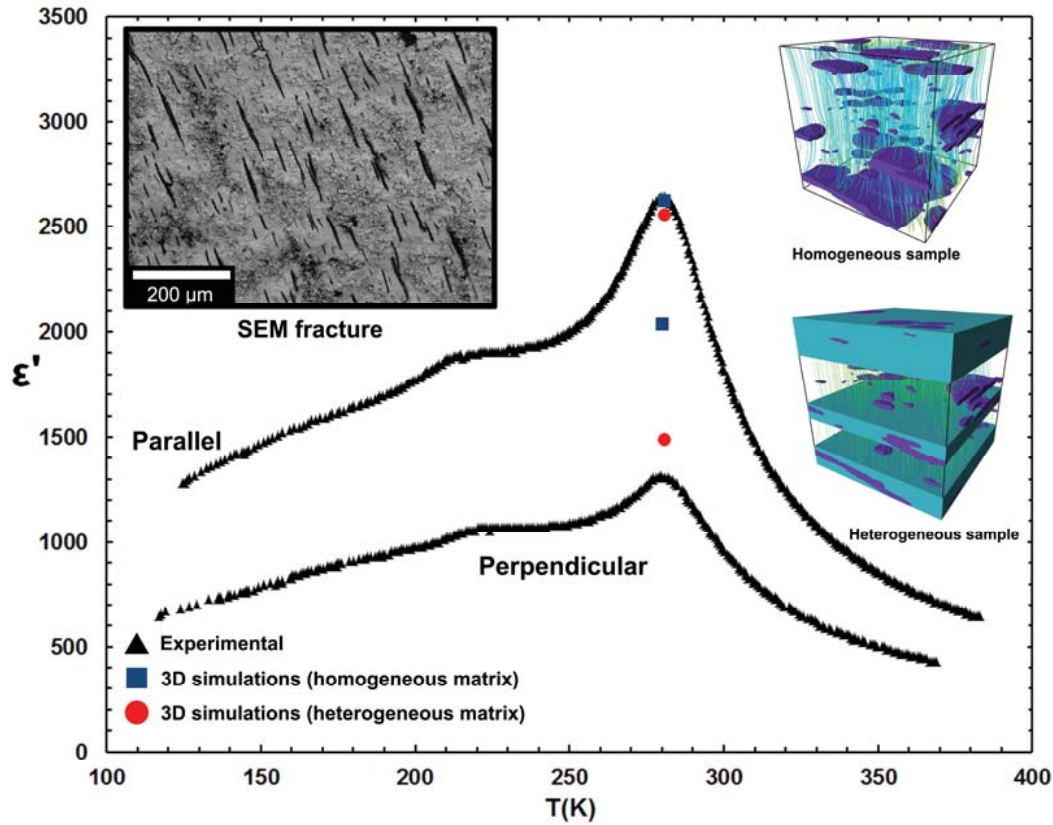 3500
3000
2500
2000
1500
1000
500
0
ε'
200 µm
SEM fracture
Homogeneous sample
Heterogeneous sample
Parallel
Perpendicular
Experimental
3D simulations (homogeneous matrix)
3D simulations (heterogeneous matrix)
100 150 200 250 300 350 400
T(K)